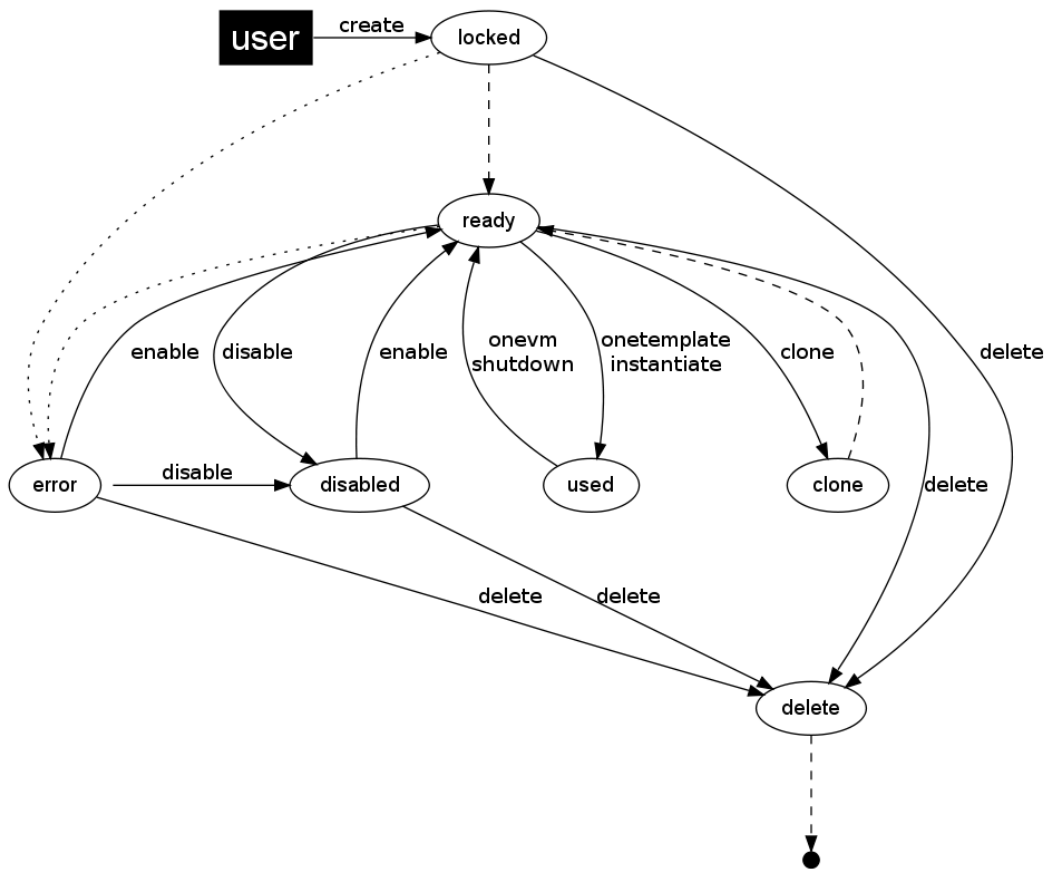 user
create
locked
ready
enable
disable
enable
onevm
shutdown
onetemplate
instantiate
clone
delete
error
disable
disabled
used
clone
delete
delete
delete
delete